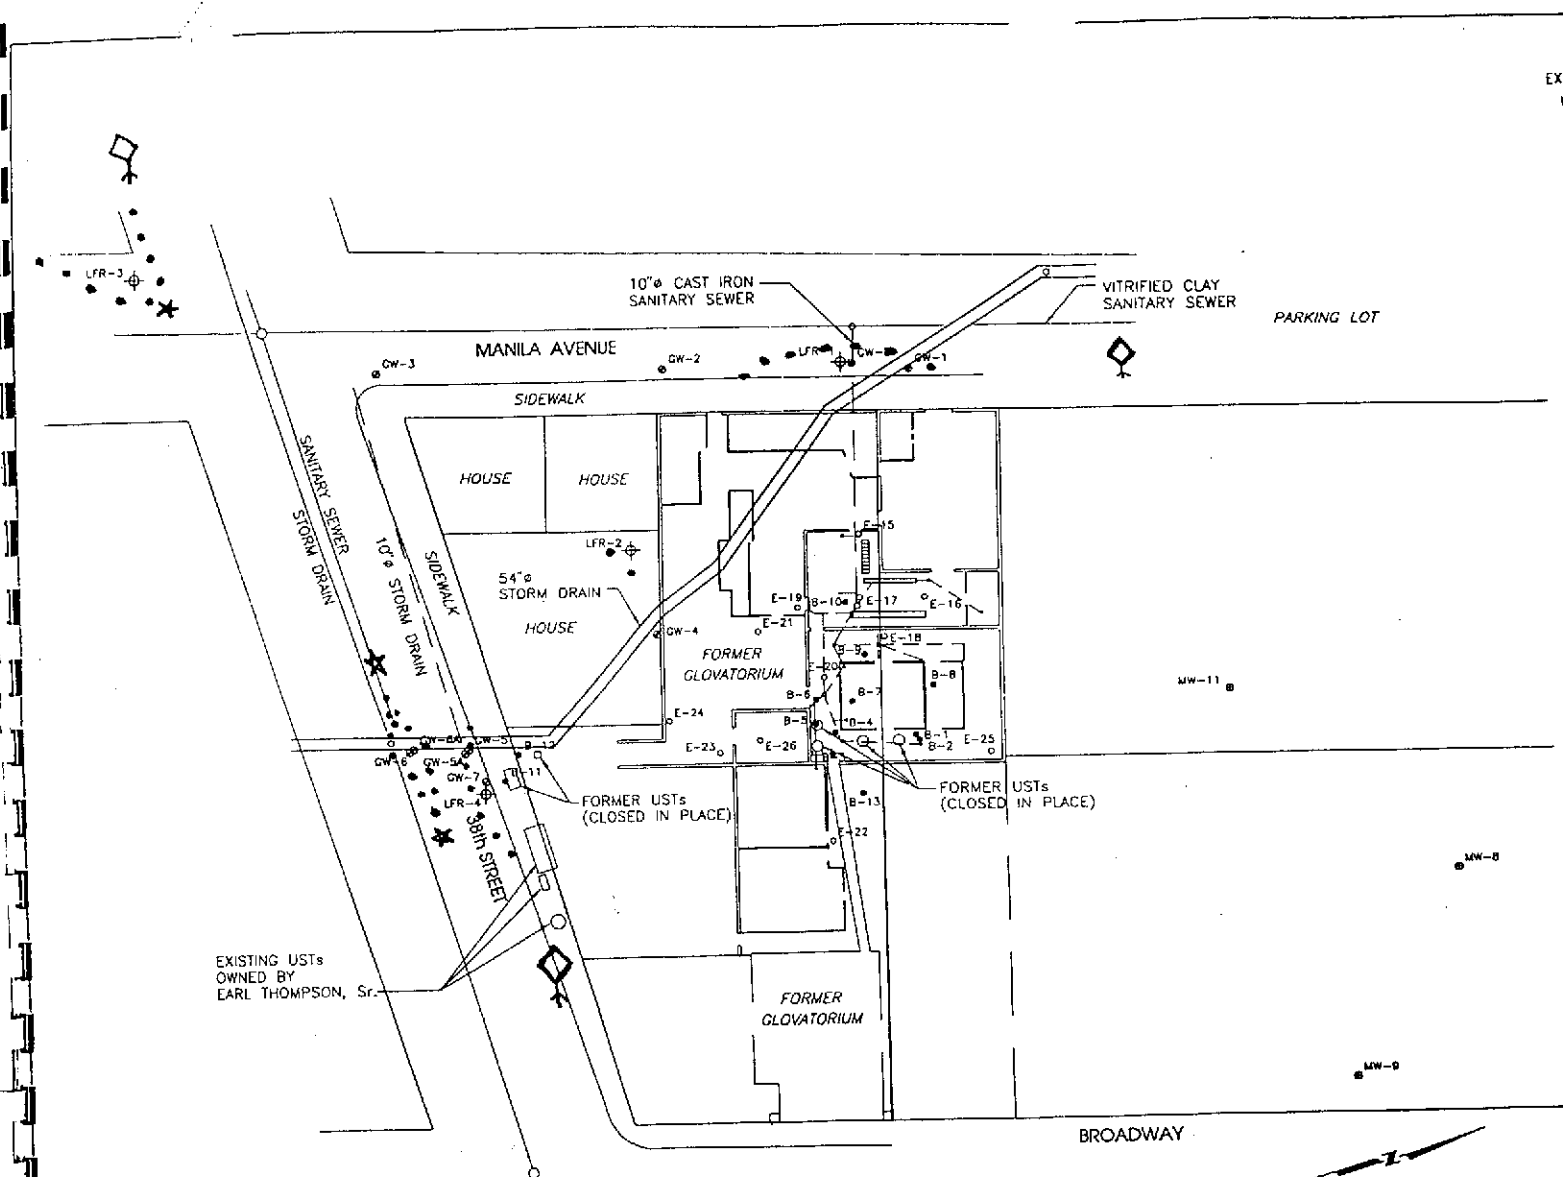 EX
LFR-3
10"ø CAST IRON
SANITARY SEWER
VITRIFIED CLAY
SANITARY SEWER
PARKING LOT
MANILA AVENUE
GW-3
GW-2
GW-1
SIDEWALK
HOUSE
HOUSE
SANITARY SEWER
STORM DRAIN
10"ø STORM DRAIN
SIDEWALK
LFR-2
54"ø
STORM DRAIN
HOUSE
E-15
E-19
B-10
E-17
E-16
E-21
GW-4
E-18
FORMER
GLOVATORIUM
B-9
E-20
B-8
B-6
B-7
MW-11
E-24
B-5
B-4
B-1
B-2
E-23
E-26
E-25
GW-5
B-12
GW-6
GW-5A
GW-7
B-11
LFR-4
FORMER USTs
(CLOSED IN PLACE)
FORMER USTs
(CLOSED IN PLACE)
B-13
E-22
38th STREET
MW-8
EXISTING USTs
OWNED BY
EARL THOMPSON, Sr.
FORMER
GLOVATORIUM
MW-9
BROADWAY
Z